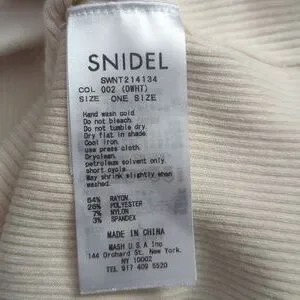 SNIDEL
SWNT214134
COL 002 (OWHT)
SIZE ONE SIZE
Hand wash cold
Do not bleach.
Do not tumble dry.
Dry flat in shade
Cool iron.
use press cloth.
Dryclean.
petroleum solvent only
short cycle.
May shrink slightly when
washed.
64% RAYON
26% POLYESTER
7% NYLON
3% SPANDEX
MADE IN CHINA
MASH U.S.A Inc
144 Orchard St. New York.
NY 10002
TEL 917 409 5520